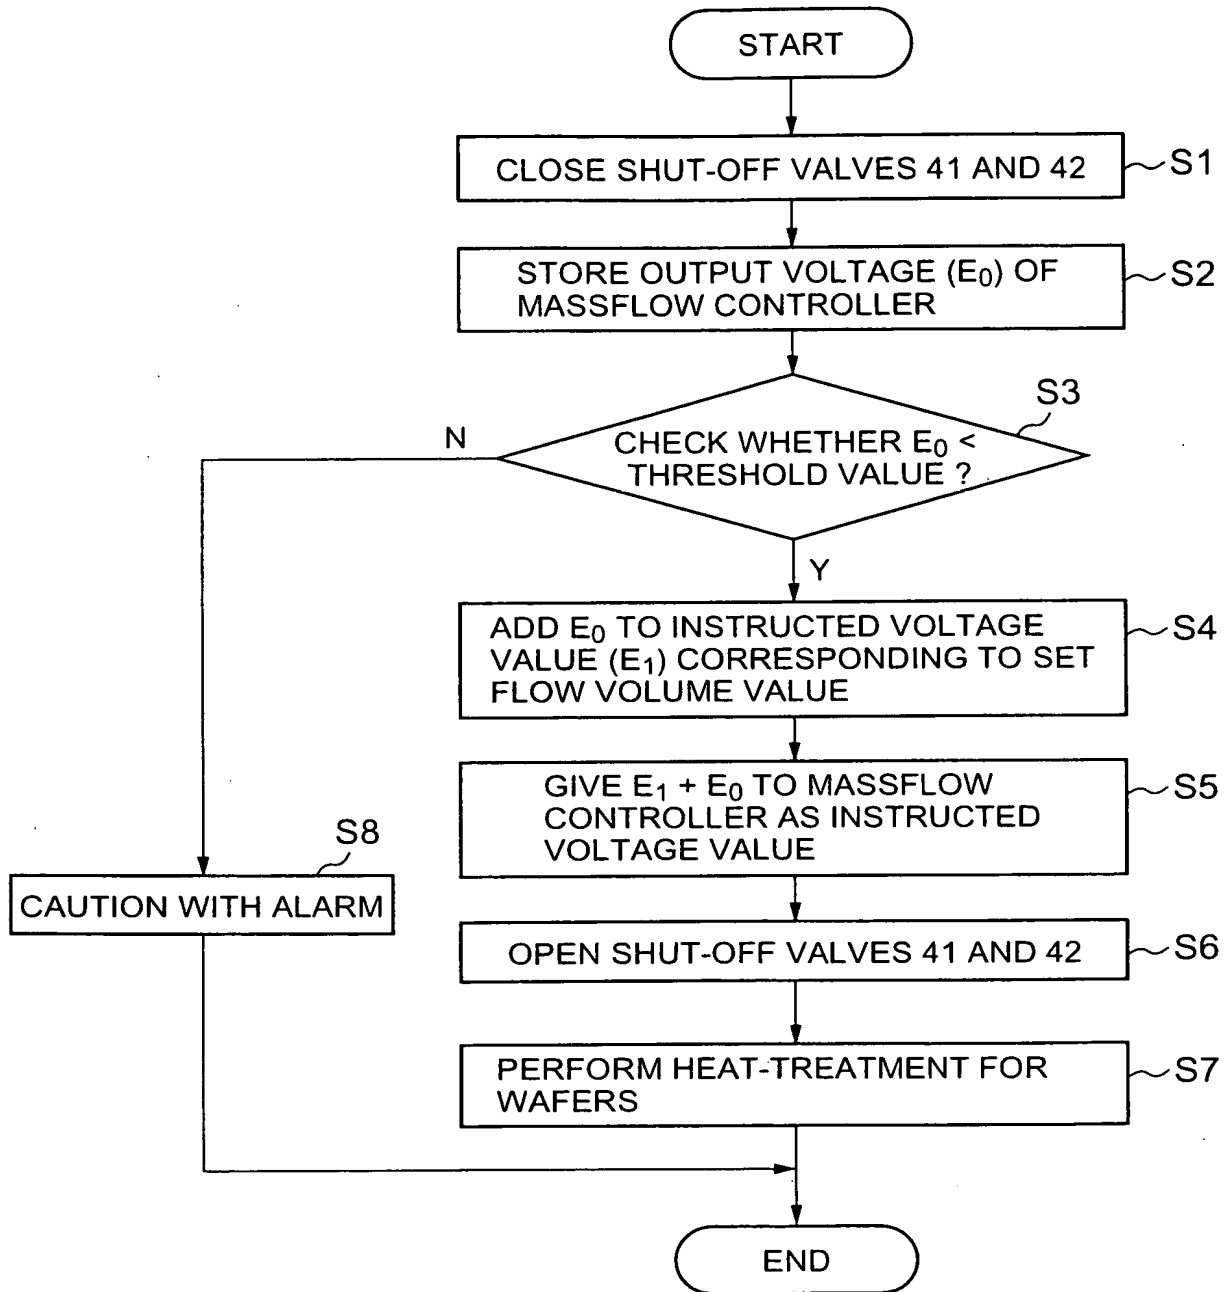 START
CLOSE SHUT-OFF VALVES 41 AND 42
S1
STORE OUTPUT VOLTAGE (E0) OF
MASSFLOW CONTROLLER
S2
CHECK WHETHER E0 <
THRESHOLD VALUE ?
S3
N
Y
ADD E0 TO INSTRUCTED VOLTAGE
VALUE (E1) CORRESPONDING TO SET
FLOW VOLUME VALUE
S4
GIVE E1 + E0 TO MASSFLOW
CONTROLLER AS INSTRUCTED
VOLTAGE VALUE
S5
S8
CAUTION WITH ALARM
OPEN SHUT-OFF VALVES 41 AND 42
S6
PERFORM HEAT-TREATMENT FOR
WAFERS
S7
END